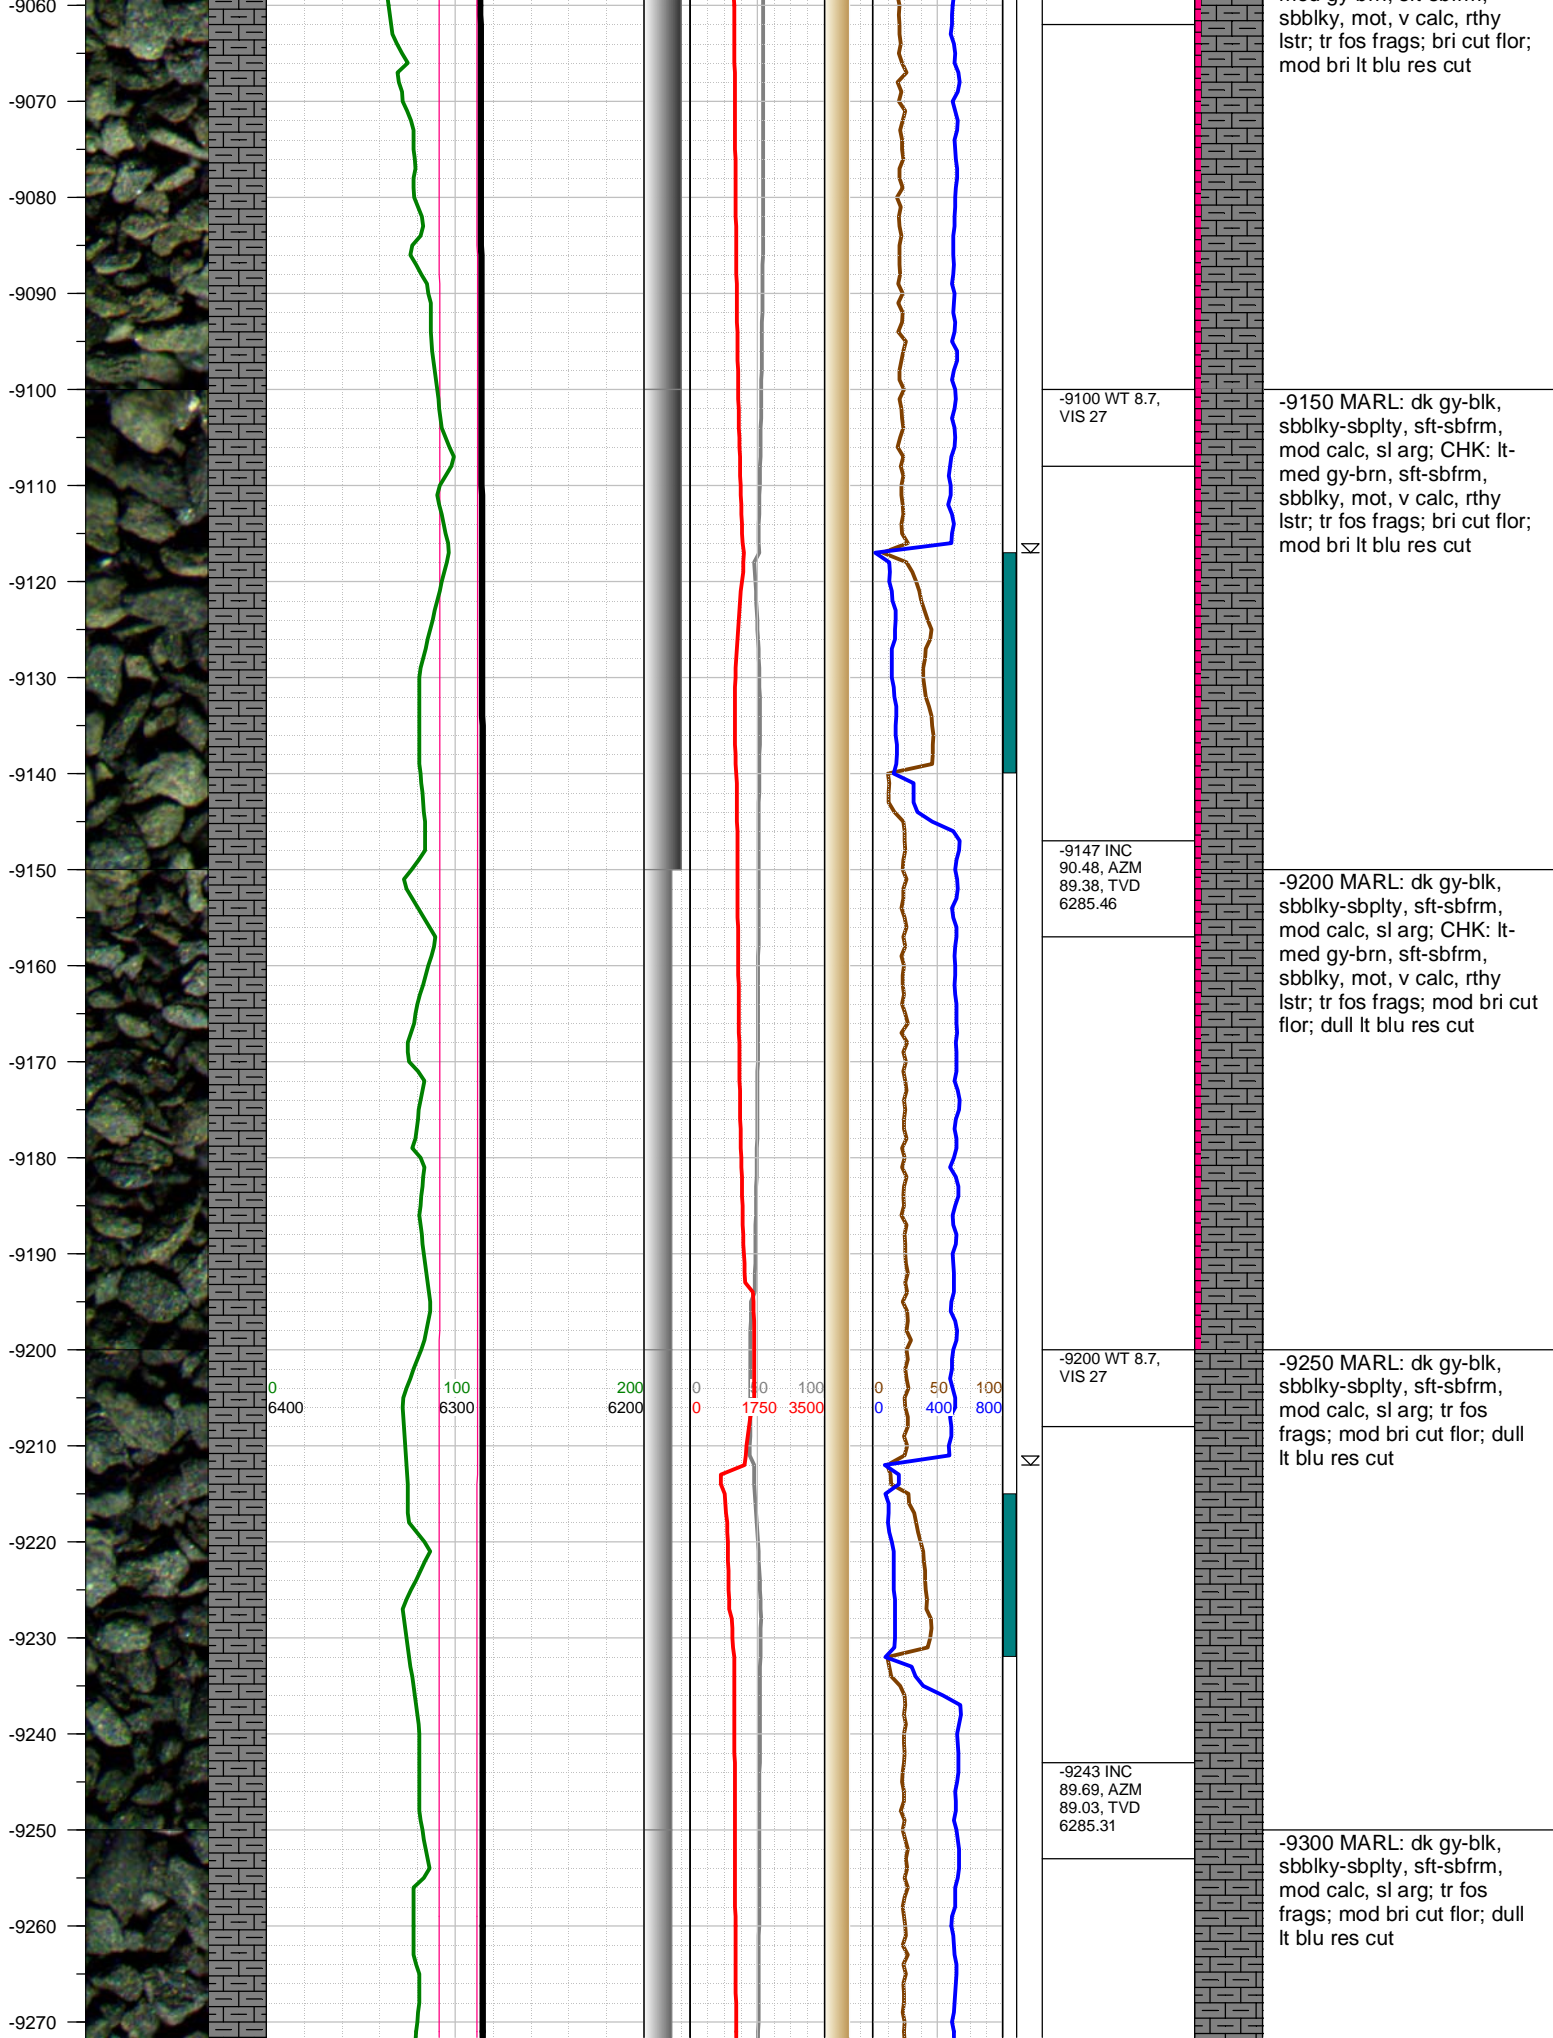 -9060
-9070
-9080
-9090
-9100
-9110
-9120
-9130
-9140
-9150
-9160
-9170
-9180
-9190
-9200
-9210
-9220
-9230
-9240
-9250
-9260
-9270
0 100 200
6400 6300 6200
0 50 100
0 1750 3500
0 50 100
0 400 800
-9100 WT 8.7,
VIS 27
-9147 INC
90.48, AZM
89.38, TVD
6285.46
-9200 WT 8.7,
VIS 27
-9243 INC
89.69, AZM
89.03, TVD
6285.31
sbblky, mot, v calc, rthy
lstr; tr fos frags; bri cut flor;
mod bri lt blu res cut
-9150 MARL: dk gy-blk,
sbblky-sbplty, sft-sbfrm,
mod calc, sl arg; CHK: lt-
med gy-brn, sft-sbfrm,
sbblky, mot, v calc, rthy
lstr; tr fos frags; bri cut flor;
mod bri lt blu res cut
-9200 MARL: dk gy-blk,
sbblky-sbplty, sft-sbfrm,
mod calc, sl arg; CHK: lt-
med gy-brn, sft-sbfrm,
sbblky, mot, v calc, rthy
lstr; tr fos frags; mod bri cut
flor; dull lt blu res cut
-9250 MARL: dk gy-blk,
sbblky-sbplty, sft-sbfrm,
mod calc, sl arg; tr fos
frags; mod bri cut flor; dull
lt blu res cut
-9300 MARL: dk gy-blk,
sbblky-sbplty, sft-sbfrm,
mod calc, sl arg; tr fos
frags; mod bri cut flor; dull
lt blu res cut